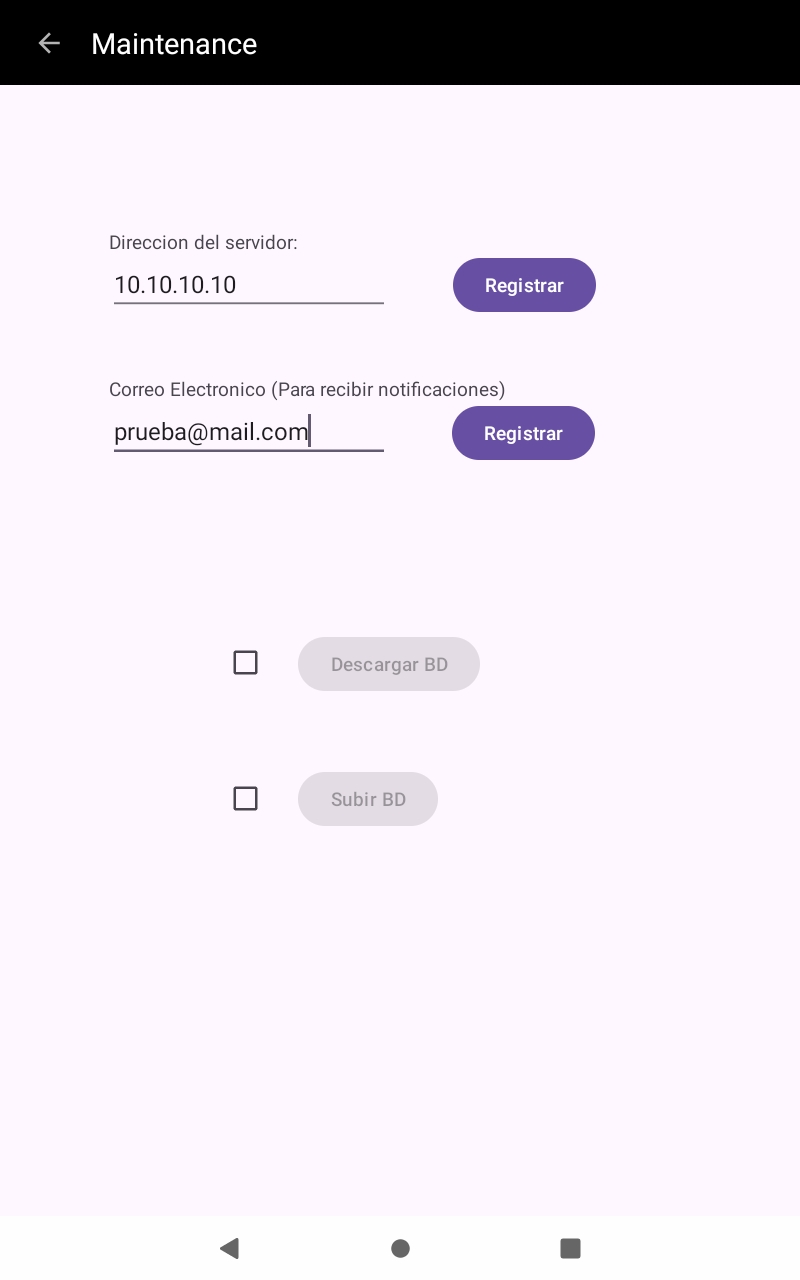 Maintenance
Direccion del servidor:
10.10.10.10
Registrar
Correo Electronico (Para recibir notificaciones)
prueba@mail.com
Registrar
Descargar BD
Subir BD